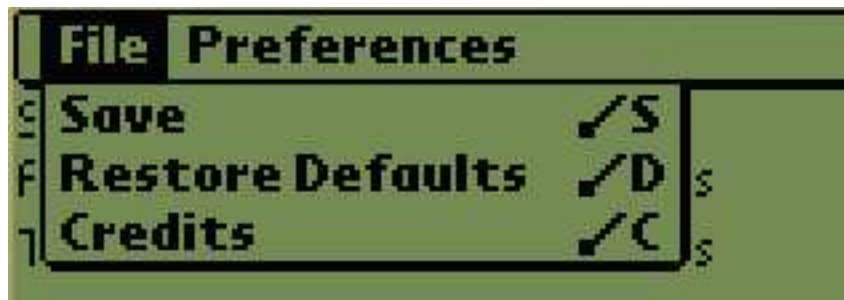 File Preferences
Save ✓S
Restore Defaults ✓D
Credits ✓C